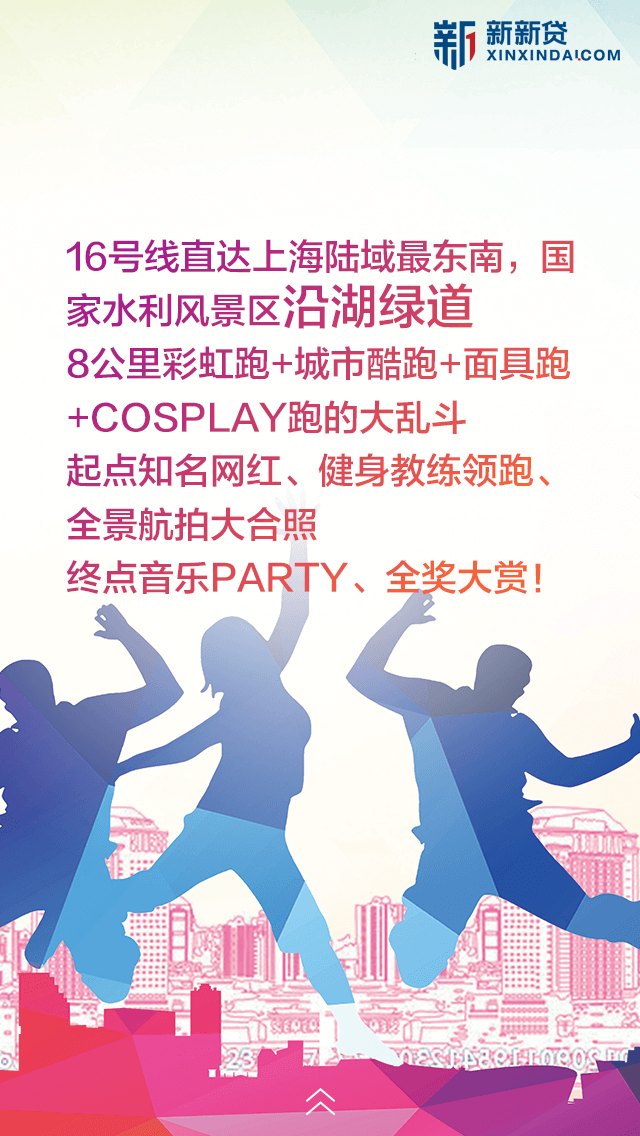 新新贷
XINXINDAI.COM
16号线直达上海陆域最东南，国
家水利风景区沿湖绿道
8公里彩虹跑+城市酷跑+面具跑
+COSPLAY跑的大乱斗
起点知名网红、健身教练领跑、
全景航拍大合照
终点音乐PARTY、全奖大赏！